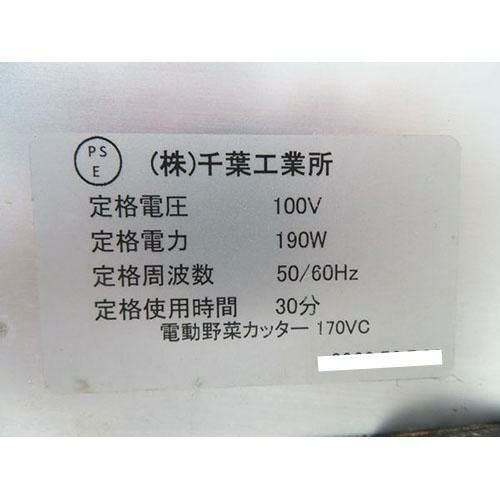 PS
E
(株)千葉工業所
定格電圧 100V
定格電力 190W
定格周波数 50/60Hz
定格使用時間 30分
電動野菜カッター 170VC